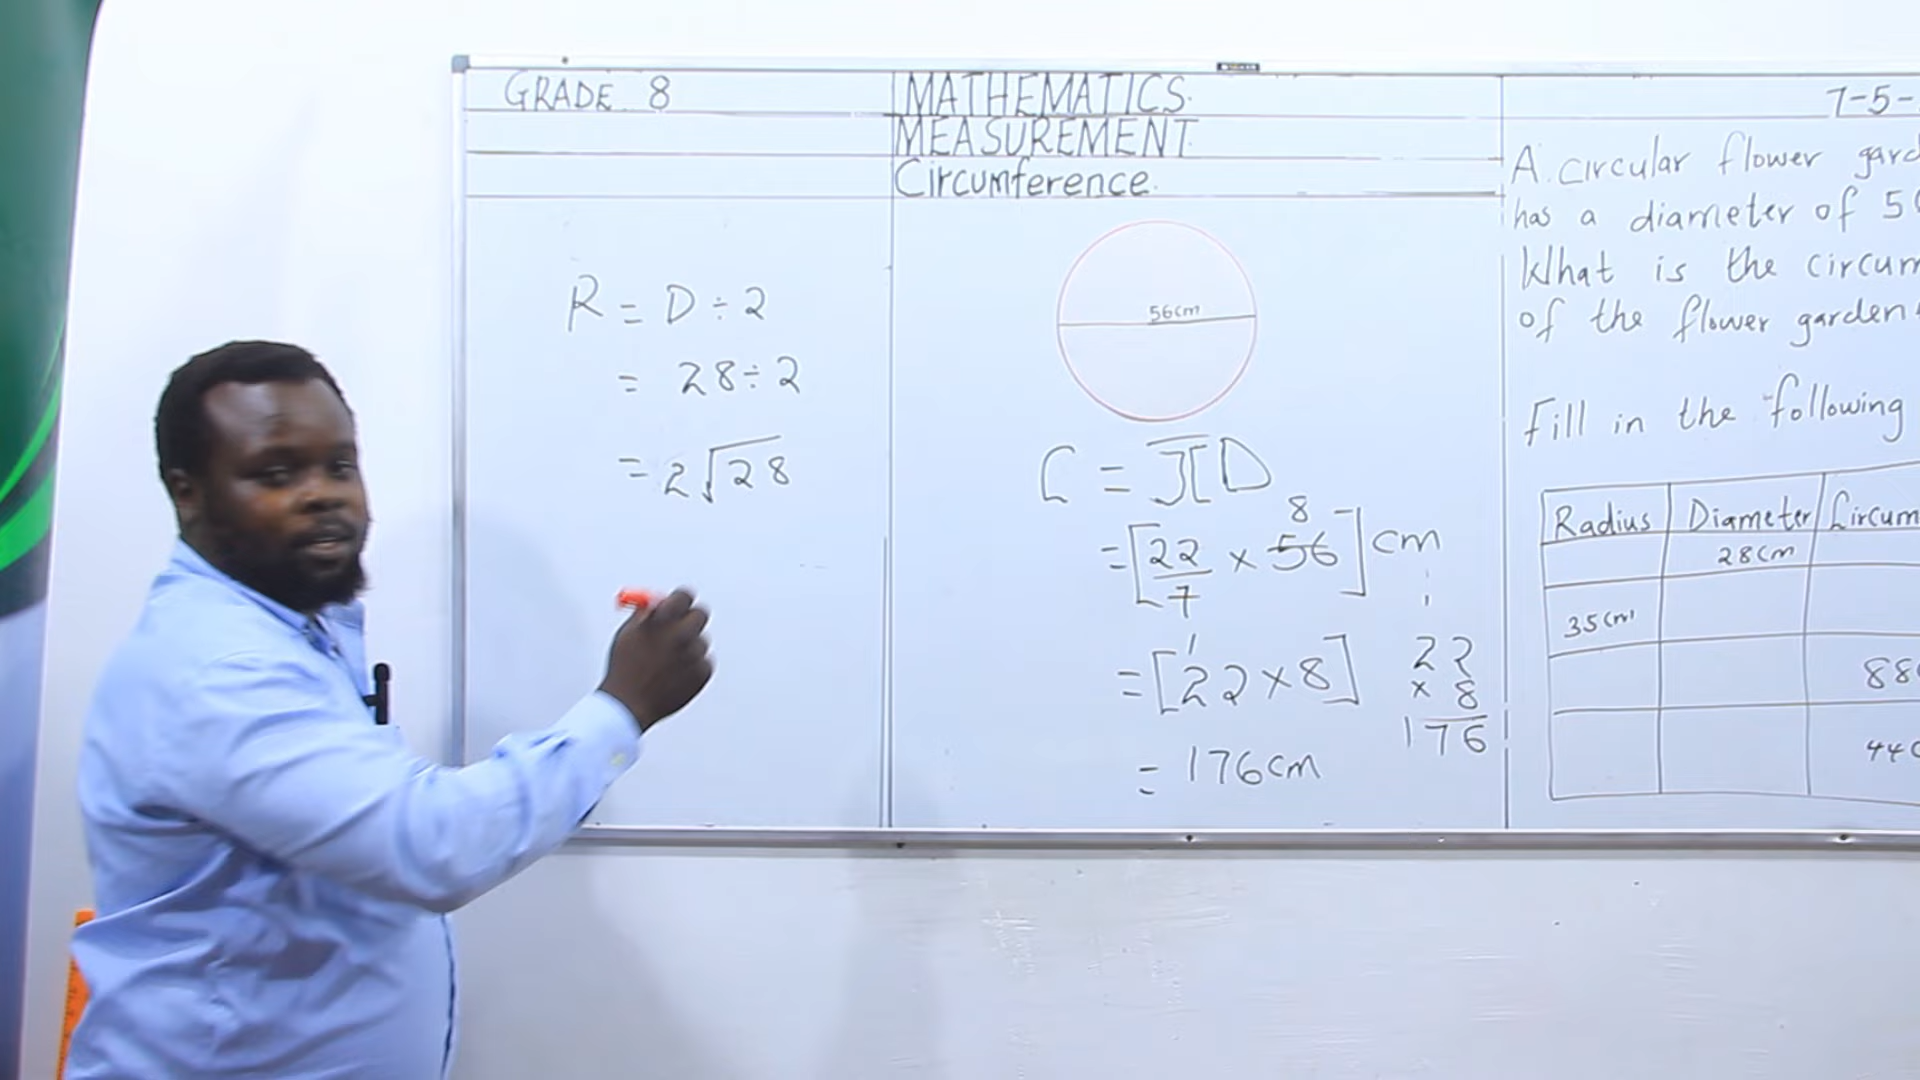 GRADE 8
MATHEMATICS
MEASUREMENT
Circumference
R = D ÷ 2
= 28 ÷ 2
= 2√28
56cm
C = πD
= [22/7 × 56] cm
8
= [22 × 8]
1
= 176cm
22
× 8
176
7-5-
A circular flower
has a diameter of
What is the
of the flower garden
Fill in the following
Radius Diameter
28cm
35cm